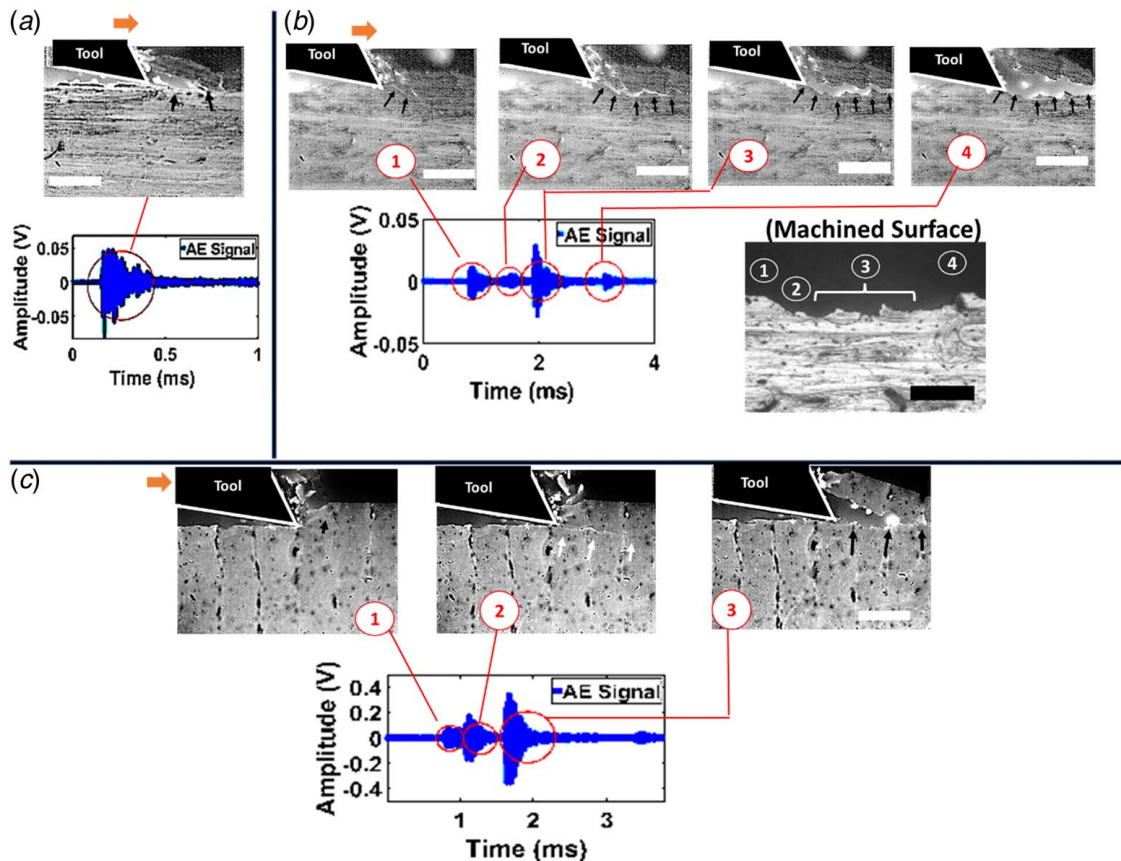 (a)
Tool
Amplitude (V)
0.05
0
-0.05
AE Signal
0
0.5
1
Time (ms)
(b)
Tool
Tool
Tool
Tool
1
2
3
4
Amplitude (V)
0.05
0
-0.05
AE Signal
0
2
4
Time (ms)
(Machined Surface)
1
2
3
4
(c)
Tool
Tool
Tool
1
2
3
Amplitude (V)
0.4
0.2
0
-0.2
-0.4
AE Signal
1
2
3
Time (ms)